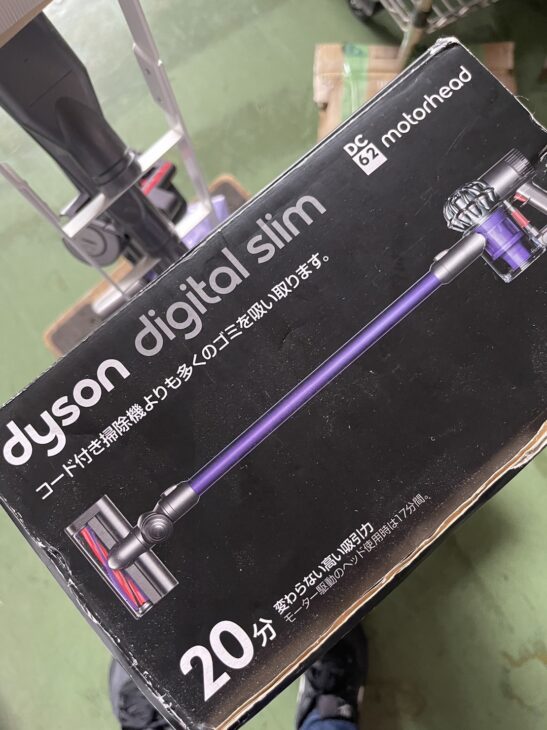 DC
62 motorhead
dyson digital slim
コード付き掃除機よりも多くのゴミを吸い取ります。
20分
変わらない高い吸引力
モーター駆動のヘッド使用時は17分間。